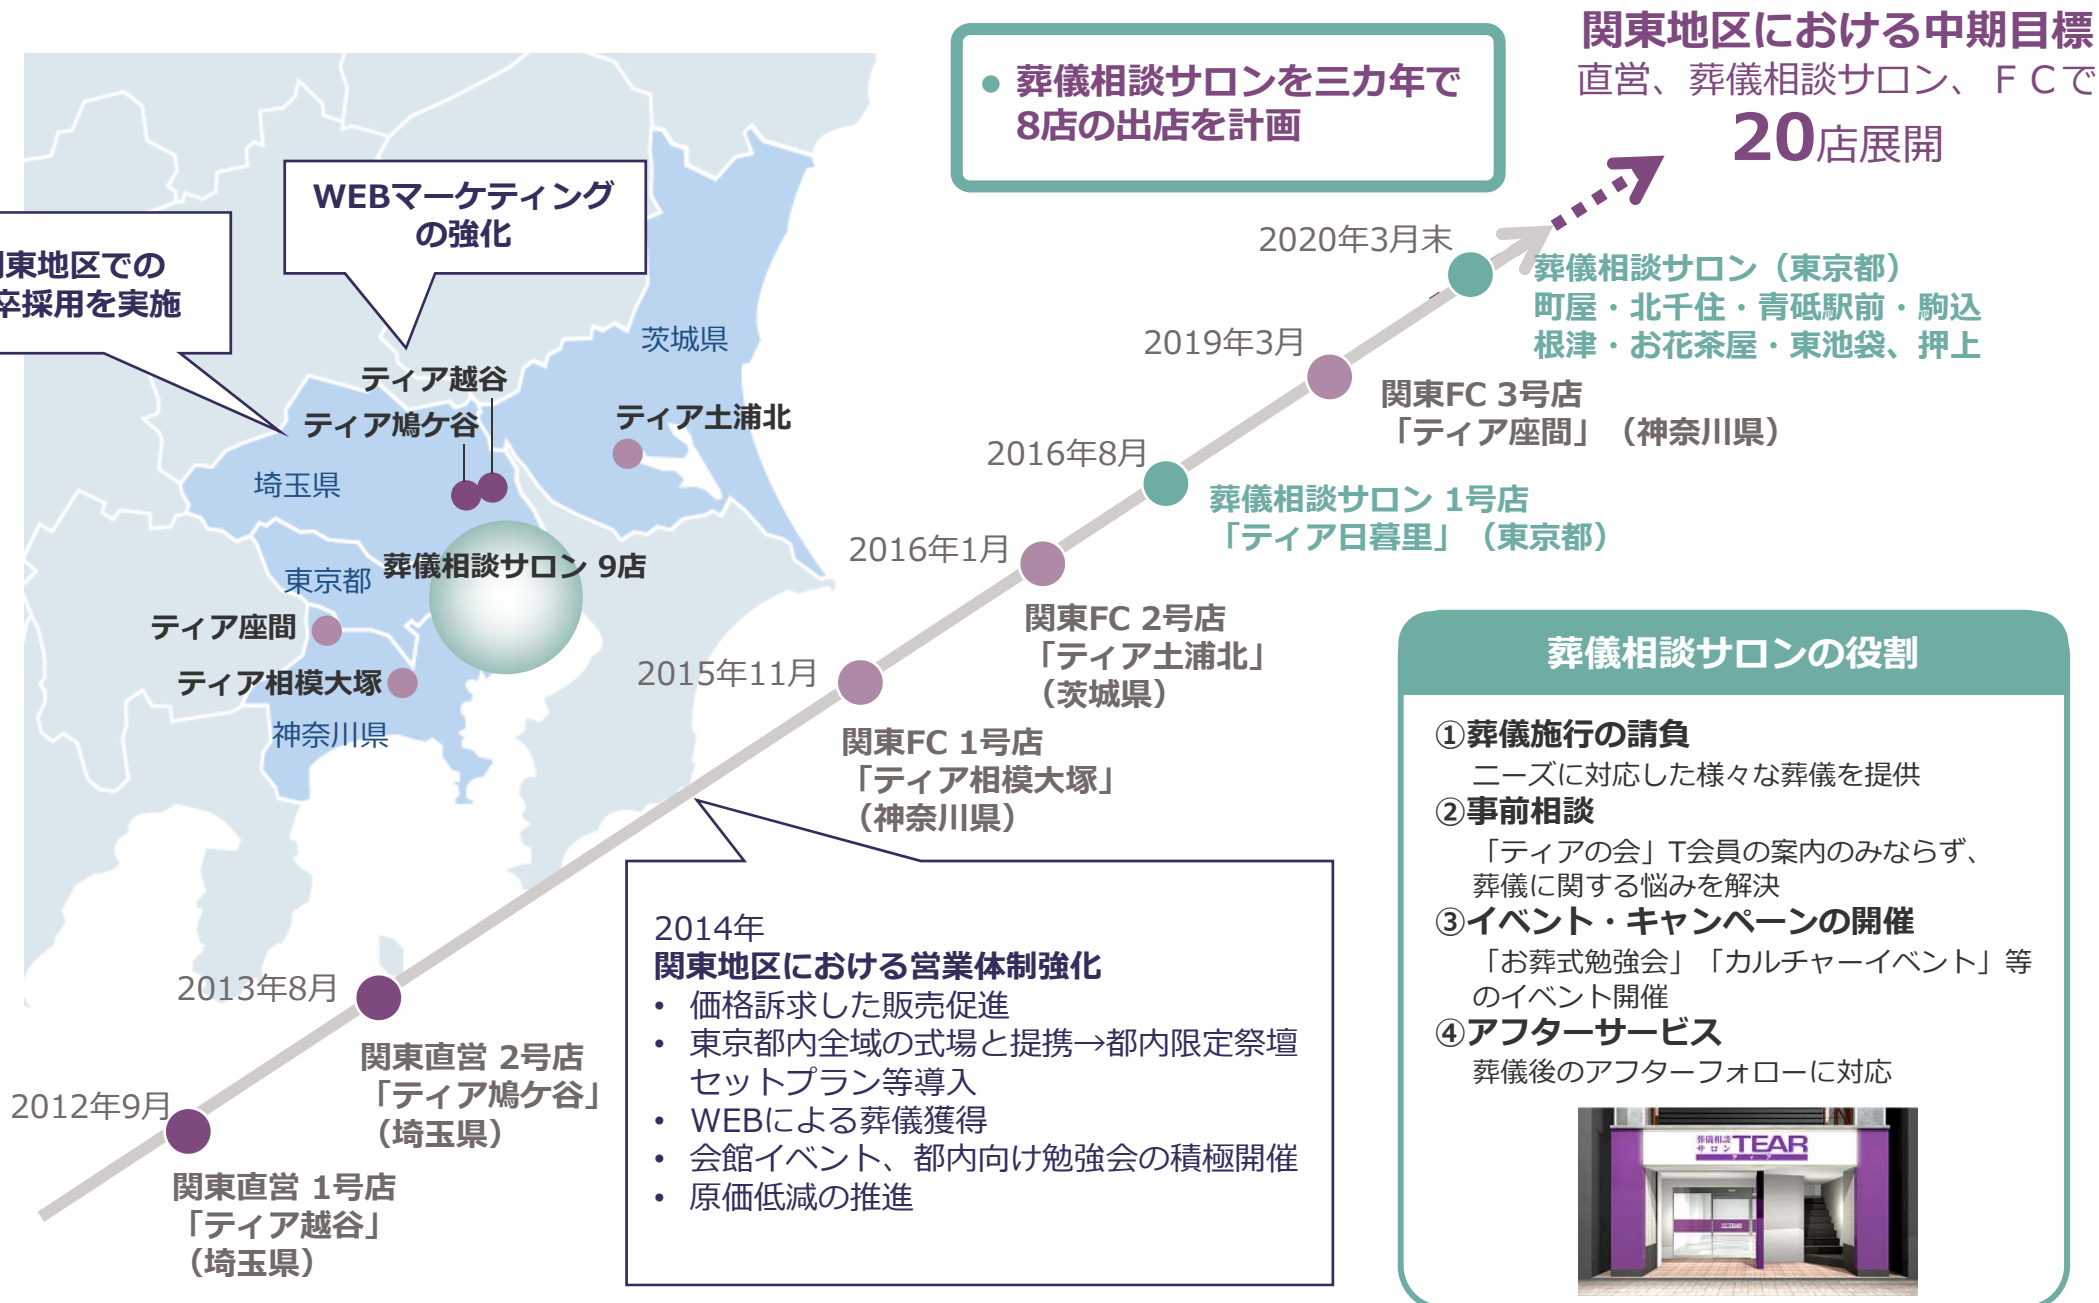 関東地区における中期目標
直営、葬儀相談サロン、ＦＣで
20店展開
● 葬儀相談サロンを三カ年で
8店の出店を計画
WEBマーケティング
の強化
東地区での
卒採用を実施
茨城県
ティア越谷
ティア鳩ケ谷
ティア土浦北
埼玉県
葬儀相談サロン 9店
東京都
ティア座間
ティア相模大塚
神奈川県
2020年3月末
葬儀相談サロン（東京都）
町屋・北千住・青砥駅前・駒込
根津・お花茶屋・東池袋、押上
2019年3月
関東FC 3号店
「ティア座間」（神奈川県）
2016年8月
葬儀相談サロン 1号店
「ティア日暮里」（東京都）
2016年1月
関東FC 2号店
「ティア土浦北」
（茨城県）
2015年11月
関東FC 1号店
「ティア相模大塚」
（神奈川県）
2014年
関東地区における営業体制強化
• 価格訴求した販売促進
• 東京都内全域の式場と提携→都内限定祭壇
セットプラン等導入
• WEBによる葬儀獲得
• 会館イベント、都内向け勉強会の積極開催
• 原価低減の推進
2013年8月
関東直営 2号店
「ティア鳩ケ谷」
（埼玉県）
2012年9月
関東直営 1号店
「ティア越谷」
（埼玉県）
葬儀相談サロンの役割
①葬儀施行の請負
ニーズに対応した様々な葬儀を提供
②事前相談
「ティアの会」T会員の案内のみならず、
葬儀に関する悩みを解決
③イベント・キャンペーンの開催
「お葬式勉強会」「カルチャーイベント」等
のイベント開催
④アフターサービス
葬儀後のアフターフォローに対応
葬儀相談
サロン TEAR
ティア